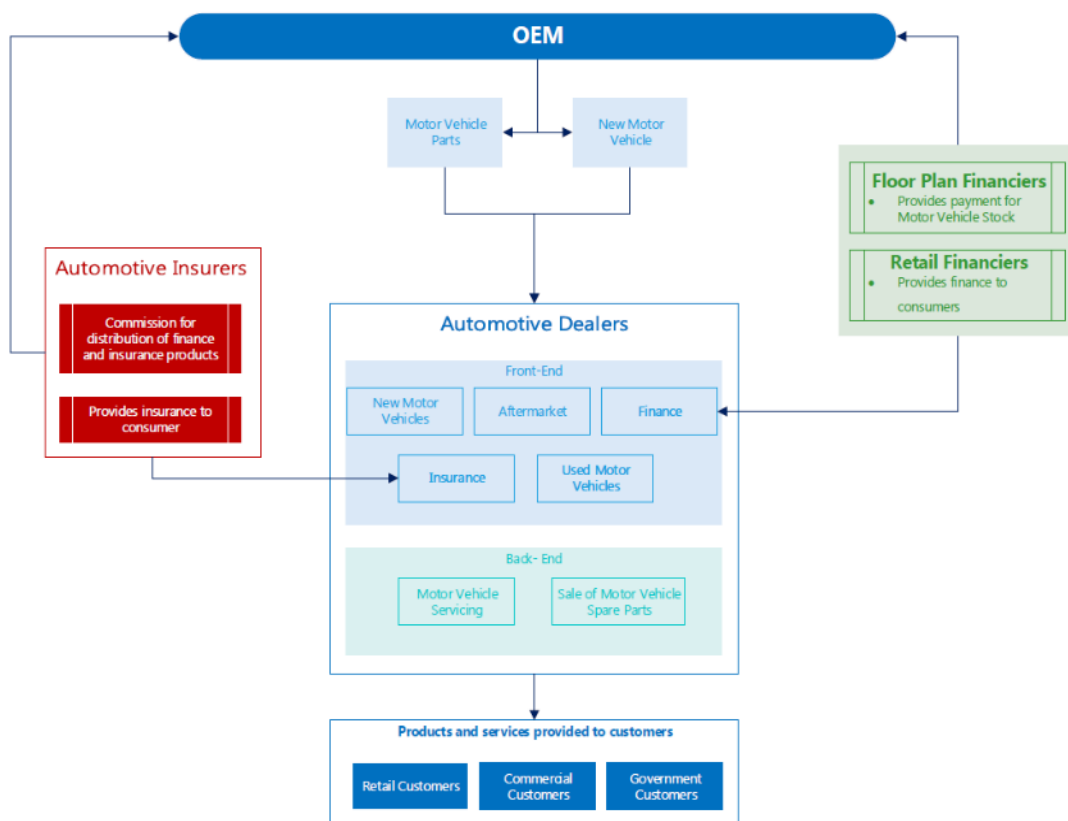 OEM
Motor Vehicle
Parts
New Motor
Vehicle
Floor Plan Financiers
• Provides payment for
Motor Vehicle Stock
Retail Financiers
• Provides finance to
consumers
Automotive Insurers
Commission for
distribution of finance
and insurance products
Provides insurance to
consumer
Automotive Dealers
Front-End
New Motor
Vehicles
Aftermarket
Finance
Insurance
Used Motor
Vehicles
Back- End
Motor Vehicle
Servicing
Sale of Motor Vehicle
Spare Parts
Products and services provided to customers
Retail Customers
Commercial
Customers
Government
Customers